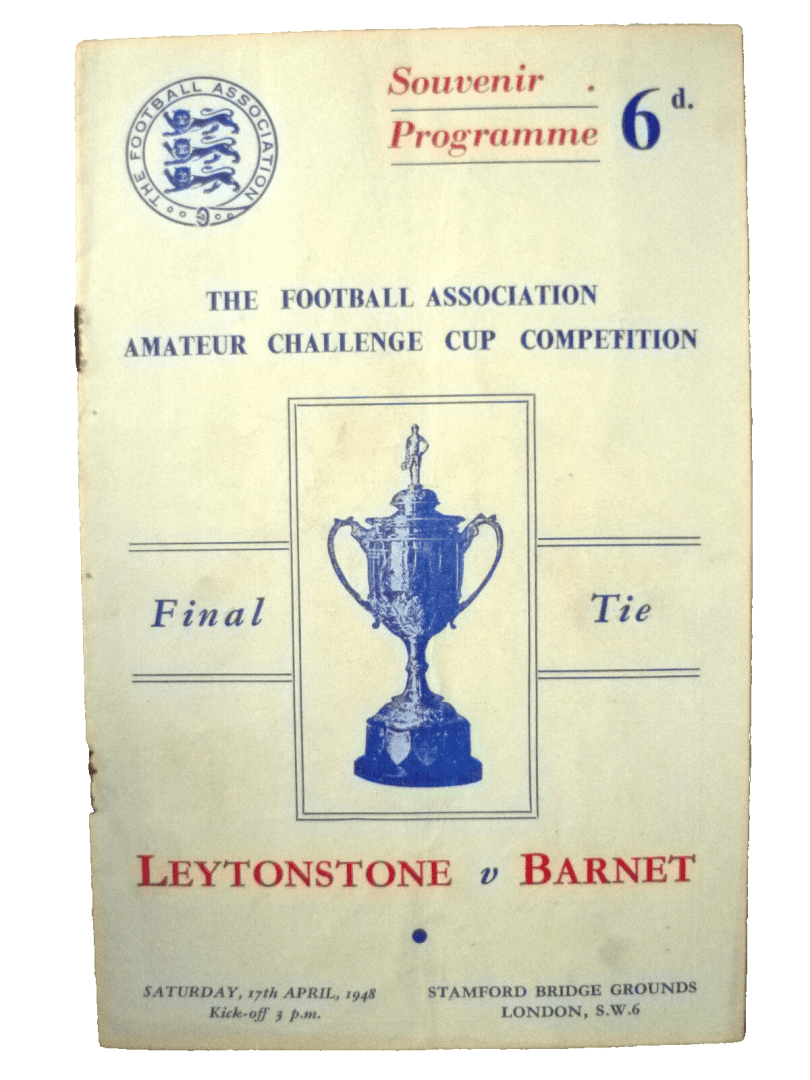 THE FOOTBALL ASSOCIATION
Souvenir .
Programme
6d.
THE FOOTBALL ASSOCIATION
AMATEUR CHALLENGE CUP COMPETITION
Final Tie
LEYTONSTONE v BARNET
SATURDAY, 17th APRIL, 1948
Kick-off 3 p.m.
STAMFORD BRIDGE GROUNDS
LONDON, S.W.6